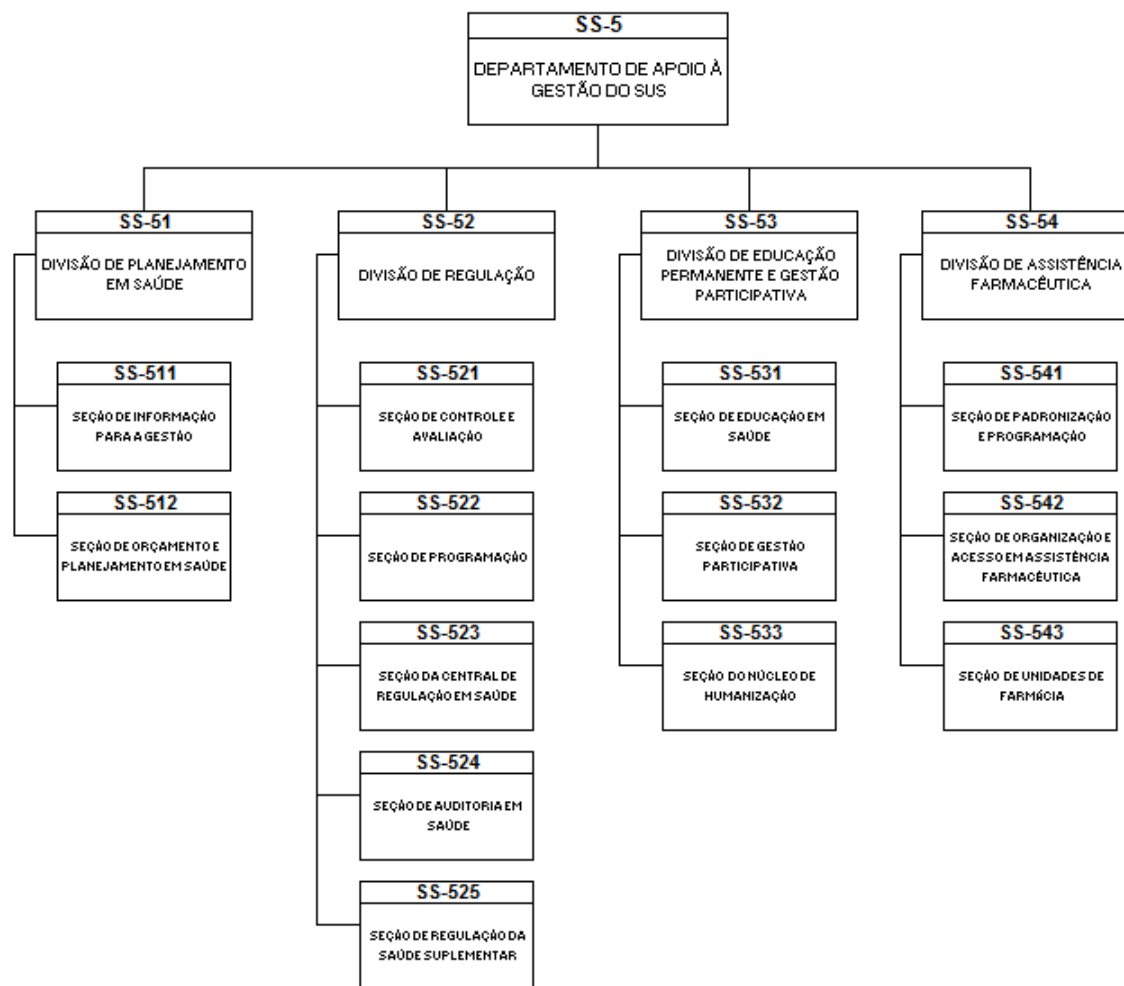 SS-5
DEPARTAMENTO DE APOIO À
GESTÃO DO SUS
SS-51
DIVISÃO DE PLANEJAMENTO
EM SAÚDE
SS-511
SEÇÃO DE INFORMAÇÃO
PARA A GESTÃO
SS-512
SEÇÃO DE ORÇAMENTO E
PLANEJAMENTO EM SAÚDE
SS-52
DIVISÃO DE REGULAÇÃO
SS-521
SEÇÃO DE CONTROLE E
AVALIAÇÃO
SS-522
SEÇÃO DE PROGRAMAÇÃO
SS-523
SEÇÃO DA CENTRAL DE
REGULAÇÃO EM SAÚDE
SS-524
SEÇÃO DE AUDITORIA EM
SAÚDE
SS-525
SEÇÃO DE REGULAÇÃO DA
SAÚDE SUPLEMENTAR
SS-53
DIVISÃO DE EDUCAÇÃO
PERMANENTE E GESTÃO
PARTICIPATIVA
SS-531
SEÇÃO DE EDUCAÇÃO EM
SAÚDE
SS-532
SEÇÃO DE GESTÃO
PARTICIPATIVA
SS-533
SEÇÃO DO NÚCLEO DE
HUMANIZAÇÃO
SS-54
DIVISÃO DE ASSISTÊNCIA
FARMACÊUTICA
SS-541
SEÇÃO DE PADRONIZAÇÃO
E PROGRAMAÇÃO
SS-542
SEÇÃO DE ORGANIZAÇÃO E
ACESSO EM ASSISTÊNCIA
FARMACÊUTICA
SS-543
SEÇÃO DE UNIDADES DE
FARMÁCIA